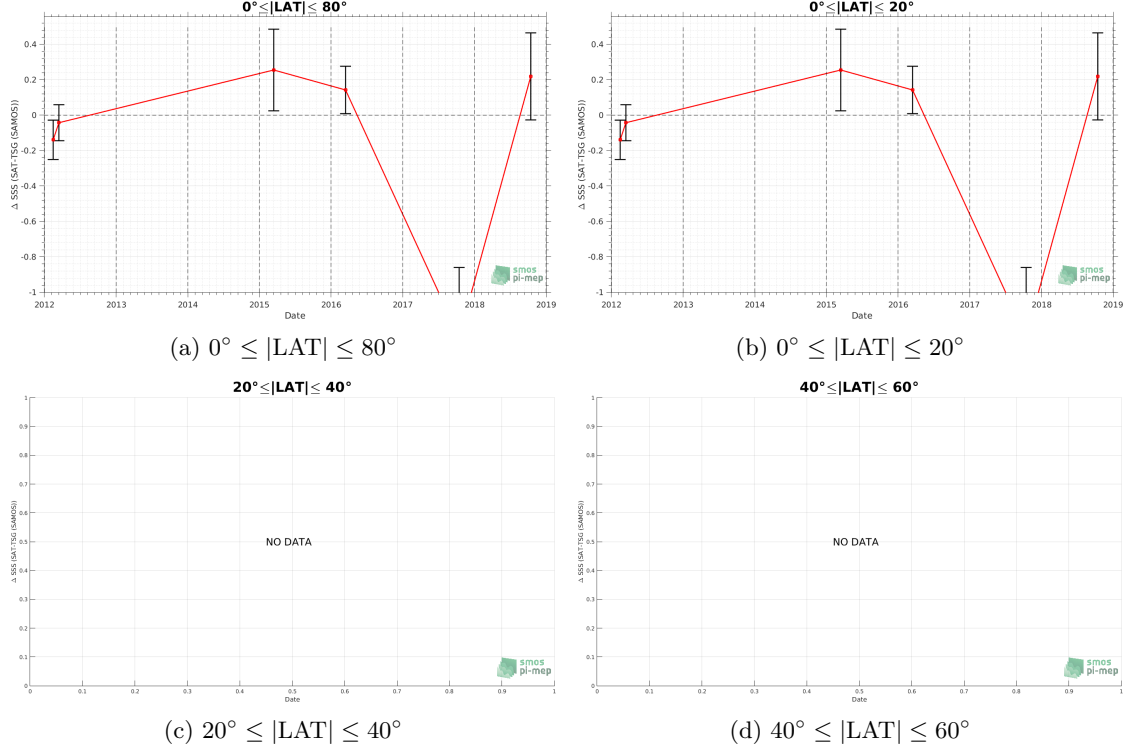 0°≤|LAT|≤ 80°
Δ SSS (SAT-TSG (SAMOS))
0.4
0.2
0
-0.2
-0.4
-0.6
-0.8
-1
2012 2013 2014 2015 2016 2017 2018 2019
Date
smos
pi-mep
(a) 0° ≤ |LAT| ≤ 80°
0°≤|LAT|≤ 20°
Δ SSS (SAT-TSG (SAMOS))
0.4
0.2
0
-0.2
-0.4
-0.6
-0.8
-1
2012 2013 2014 2015 2016 2017 2018 2019
Date
smos
pi-mep
(b) 0° ≤ |LAT| ≤ 20°
20°≤|LAT|≤ 40°
Δ SSS (SAT-TSG (SAMOS))
1
0.9
0.8
0.7
0.6
0.5
0.4
0.3
0.2
0.1
0
NO DATA
0 0.1 0.2 0.3 0.4 0.5 0.6 0.7 0.8 0.9 1
Date
smos
pi-mep
(c) 20° ≤ |LAT| ≤ 40°
40°≤|LAT|≤ 60°
Δ SSS (SAT-TSG (SAMOS))
1
0.9
0.8
0.7
0.6
0.5
0.4
0.3
0.2
0.1
0
NO DATA
0 0.1 0.2 0.3 0.4 0.5 0.6 0.7 0.8 0.9 1
Date
smos
pi-mep
(d) 40° ≤ |LAT| ≤ 60°